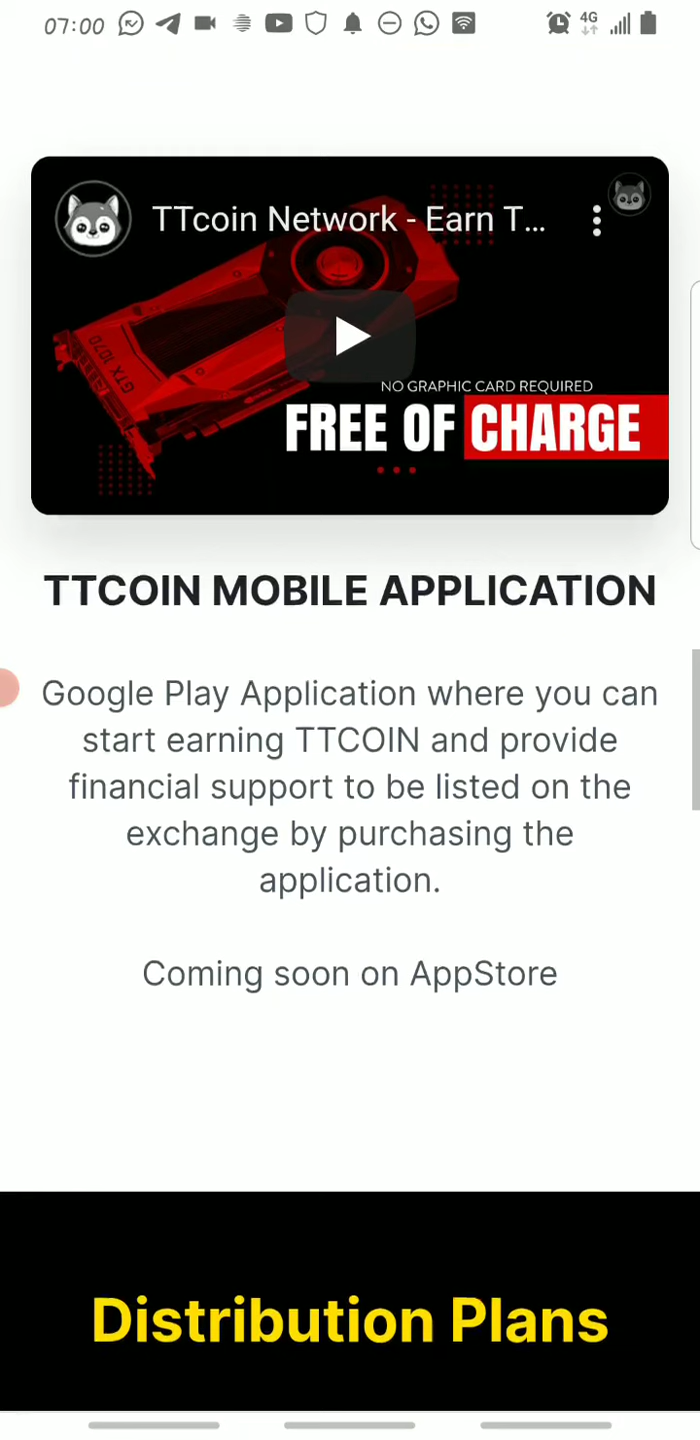 07:00
4G
TTcoin Network - Earn T...
GTX 1070
NO GRAPHIC CARD REQUIRED
FREE OF CHARGE
TTCOIN MOBILE APPLICATION
Google Play Application where you can
start earning TTCOIN and provide
financial support to be listed on the
exchange by purchasing the
application.
Coming soon on AppStore
Distribution Plans